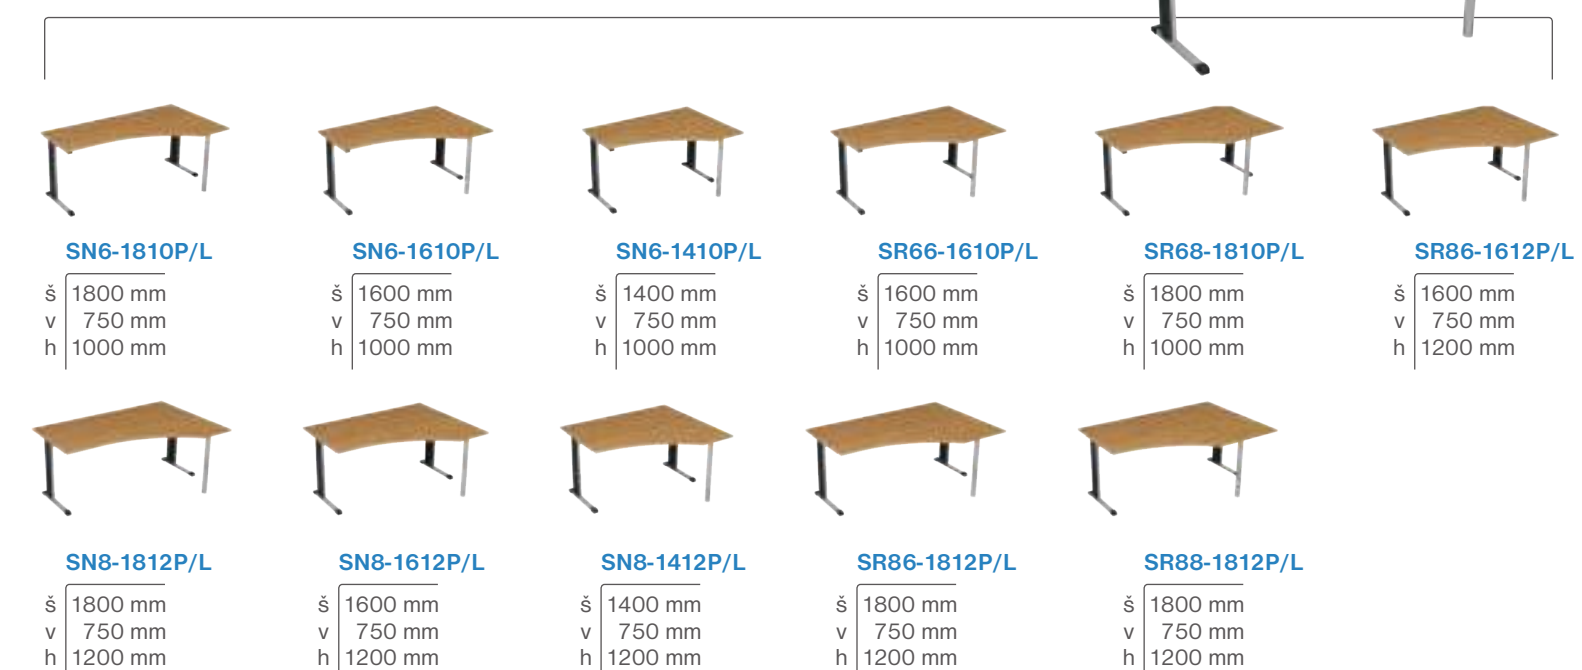 SN6-1810P/L SN6-1610P/L SN6-1410P/L SR66-1610P/L SR68-1810P/L SR86-1612P/L
š 1800 mm š 1600 mm š 1400 mm š 1600 mm š 1800 mm š 1600 mm
v 750 mm v 750 mm v 750 mm v 750 mm v 750 mm v 750 mm
h 1000 mm h 1000 mm h 1000 mm h 1000 mm h 1000 mm h 1200 mm
SN8-1812P/L SN8-1612P/L SN8-1412P/L SR86-1812P/L SR88-1812P/L
š 1800 mm š 1600 mm š 1400 mm š 1800 mm š 1800 mm
v 750 mm v 750 mm v 750 mm v 750 mm v 750 mm
h 1200 mm h 1200 mm h 1200 mm h 1200 mm h 1200 mm